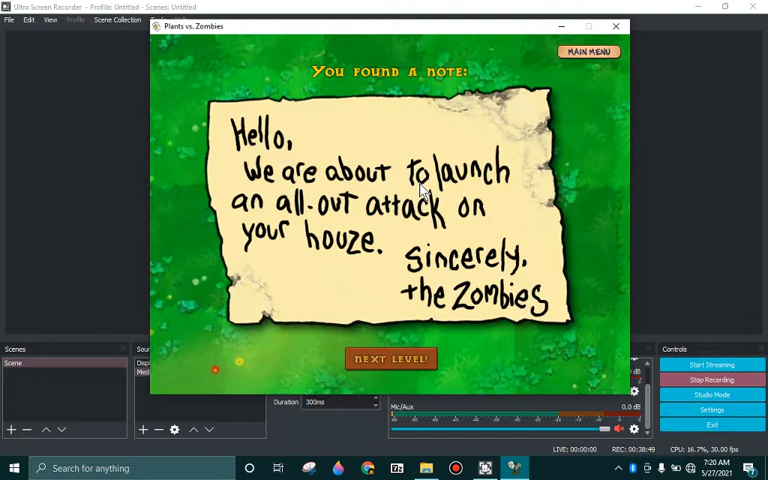 Ultra Screen Recorder - Profile: Untitled - Scenes: Untitled
File Edit View Profile Scene Collection
Plants vs. Zombies
MAIN MENU
YOU FOUND A NOTE:
Hello,
We are about to launch
an all-out attack on
your houze.
Sincerely,
the Zombies
NEXT LEVEL!
Scenes
Scene
Sour
Disp
Med
Duration 300ms
Mic/Aux 0.0 dB
Controls
Start Streaming
Stop Recording
Studio Mode
Settings
Exit
LIVE: 00:00:00 REC: 00:38:49 CPU: 16.7%, 30.00 fps
Search for anything
7:20 AM
5/27/2021